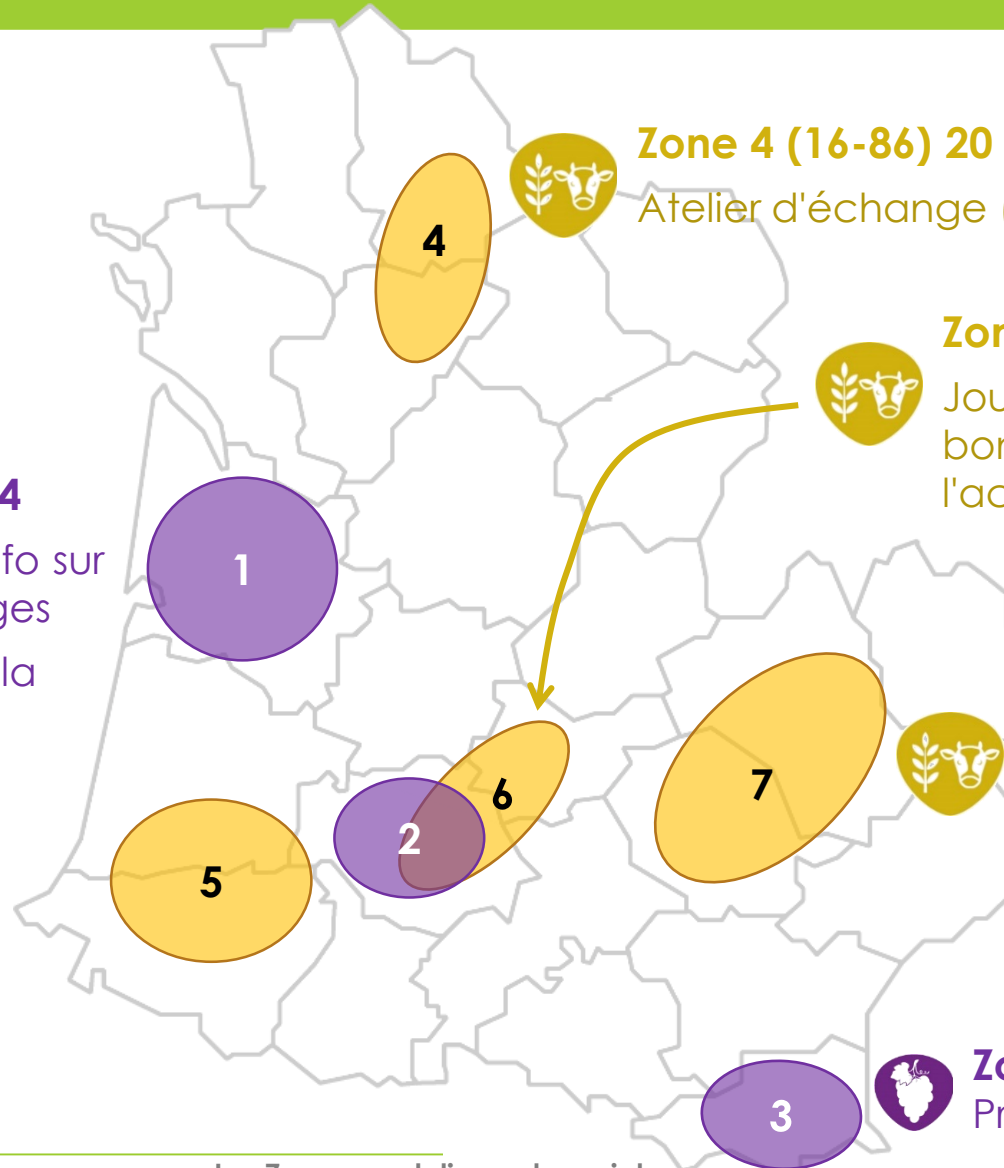 Zone 4 (16-86) 20
Atelier d'échange
4
Zon
Jou
bor
l'ac
4
fo sur
ges
la
1
6
2
7
5
Zo
Pr
3